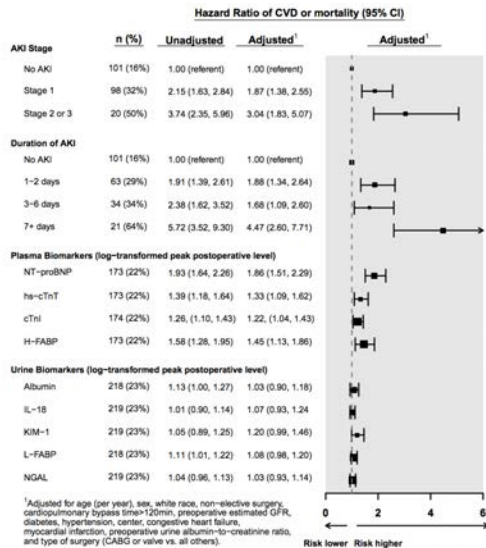 Hazard Ratio of CVD or mortality (95% CI)
n (%) Unadjusted Adjusted¹ Adjusted¹
AKI Stage
No AKI 101 (16%) 1.00 (referent) 1.00 (referent)
Stage 1 98 (32%) 2.15 (1.63, 2.84) 1.87 (1.38, 2.55)
Stage 2 or 3 20 (50%) 3.74 (2.35, 5.96) 3.04 (1.83, 5.07)
Duration of AKI
No AKI 101 (16%) 1.00 (referent) 1.00 (referent)
1−2 days 63 (29%) 1.91 (1.39, 2.61) 1.88 (1.34, 2.64)
3−6 days 34 (34%) 2.38 (1.62, 3.52) 1.68 (1.09, 2.60)
7+ days 21 (64%) 5.72 (3.52, 9.30) 4.47 (2.60, 7.71)
Plasma Biomarkers (log−transformed peak postoperative level)
NT−proBNP 173 (22%) 1.93 (1.64, 2.26) 1.86 (1.51, 2.29)
hs−cTnT 173 (22%) 1.39 (1.18, 1.64) 1.33 (1.09, 1.62)
cTnI 174 (22%) 1.26, (1.10, 1.43) 1.22, (1.04, 1.43)
H−FABP 173 (22%) 1.58 (1.28, 1.95) 1.45 (1.13, 1.86)
Urine Biomarkers (log−transformed peak postoperative level)
Albumin 218 (23%) 1.13 (1.00, 1.27) 1.03 (0.90, 1.18)
IL−18 219 (23%) 1.01 (0.90, 1.14) 1.07 (0.93, 1.24
KIM−1 219 (23%) 1.05 (0.89, 1.25) 1.20 (0.99, 1.46)
L−FABP 218 (23%) 1.11 (1.01, 1.22) 1.08 (0.98, 1.20)
NGAL 219 (23%) 1.04 (0.96, 1.13) 1.03 (0.93, 1.14)
¹Adjusted for age (per year), sex, white race, non−elective surgery,
cardiopulmonary bypass time>120min, preoperative estimated GFR,
diabetes, hypertension, center, congestive heart failure,
myocardial infarction, preoperative urine albumin−to−creatinine ratio,
and type of surgery (CABG or valve vs. all others).
0 2 4 6
Risk lower Risk higher